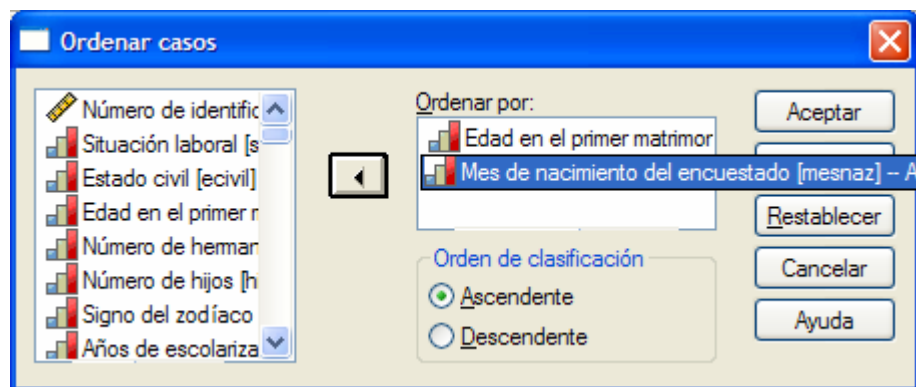 Ordenar casos
Número de identific
Situación laboral [s
Estado civil [ecivil]
Edad en el primer r
Número de herman
Número de hijos [h
Signo del zodíaco
Años de escolariza
Ordenar por:
Edad en el primer matrimor
Mes de nacimiento del encuestado [mesnaz] -- A
Orden de clasificación
Ascendente
Descendente
Aceptar
Restablecer
Cancelar
Ayuda